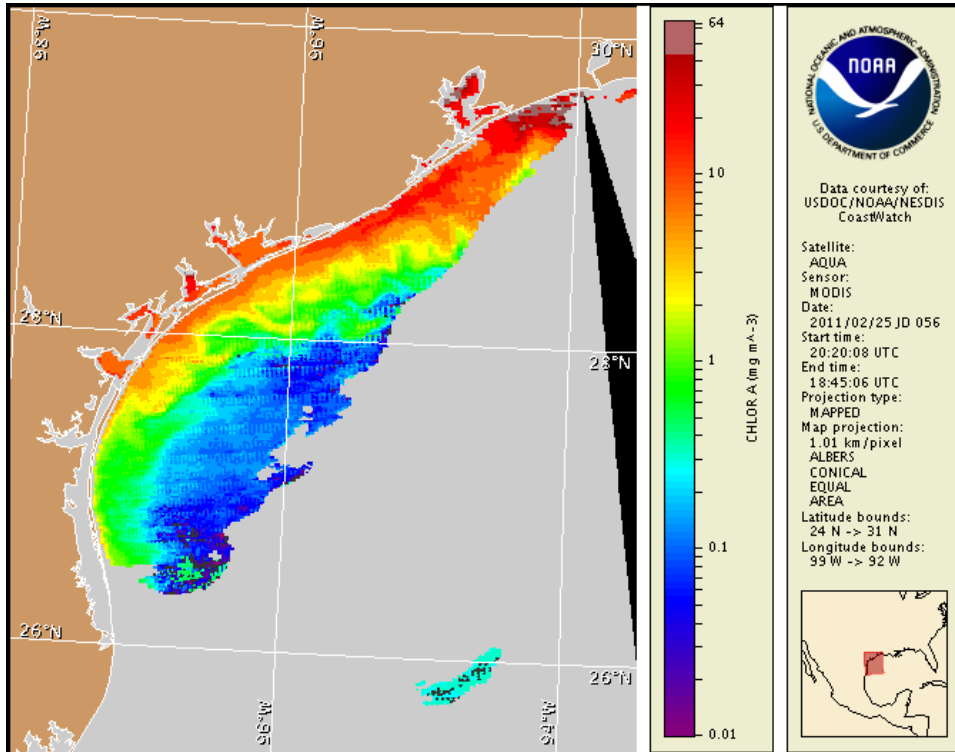 98°W
96°W
30°N
28°N
28°N
26°N
26°N
96°W
94°W
64
10
1
0.1
0.01
CHLOR A (mg m^-3)
NATIONAL OCEANIC AND ATMOSPHERIC ADMINISTRATION
NOAA
U.S. DEPARTMENT OF COMMERCE
Data courtesy of:
USDOC/NOAA/NESDIS
CoastWatch
Satellite:
AQUA
Sensor:
MODIS
Date:
2011/02/25 JD 056
Start time:
20:20:08 UTC
End time:
18:45:06 UTC
Projection type:
MAPPED
Map projection:
1.01 km/pixel
ALBERS
CONICAL
EQUAL
AREA
Latitude bounds:
24 N -> 31 N
Longitude bounds:
99 W -> 92 W